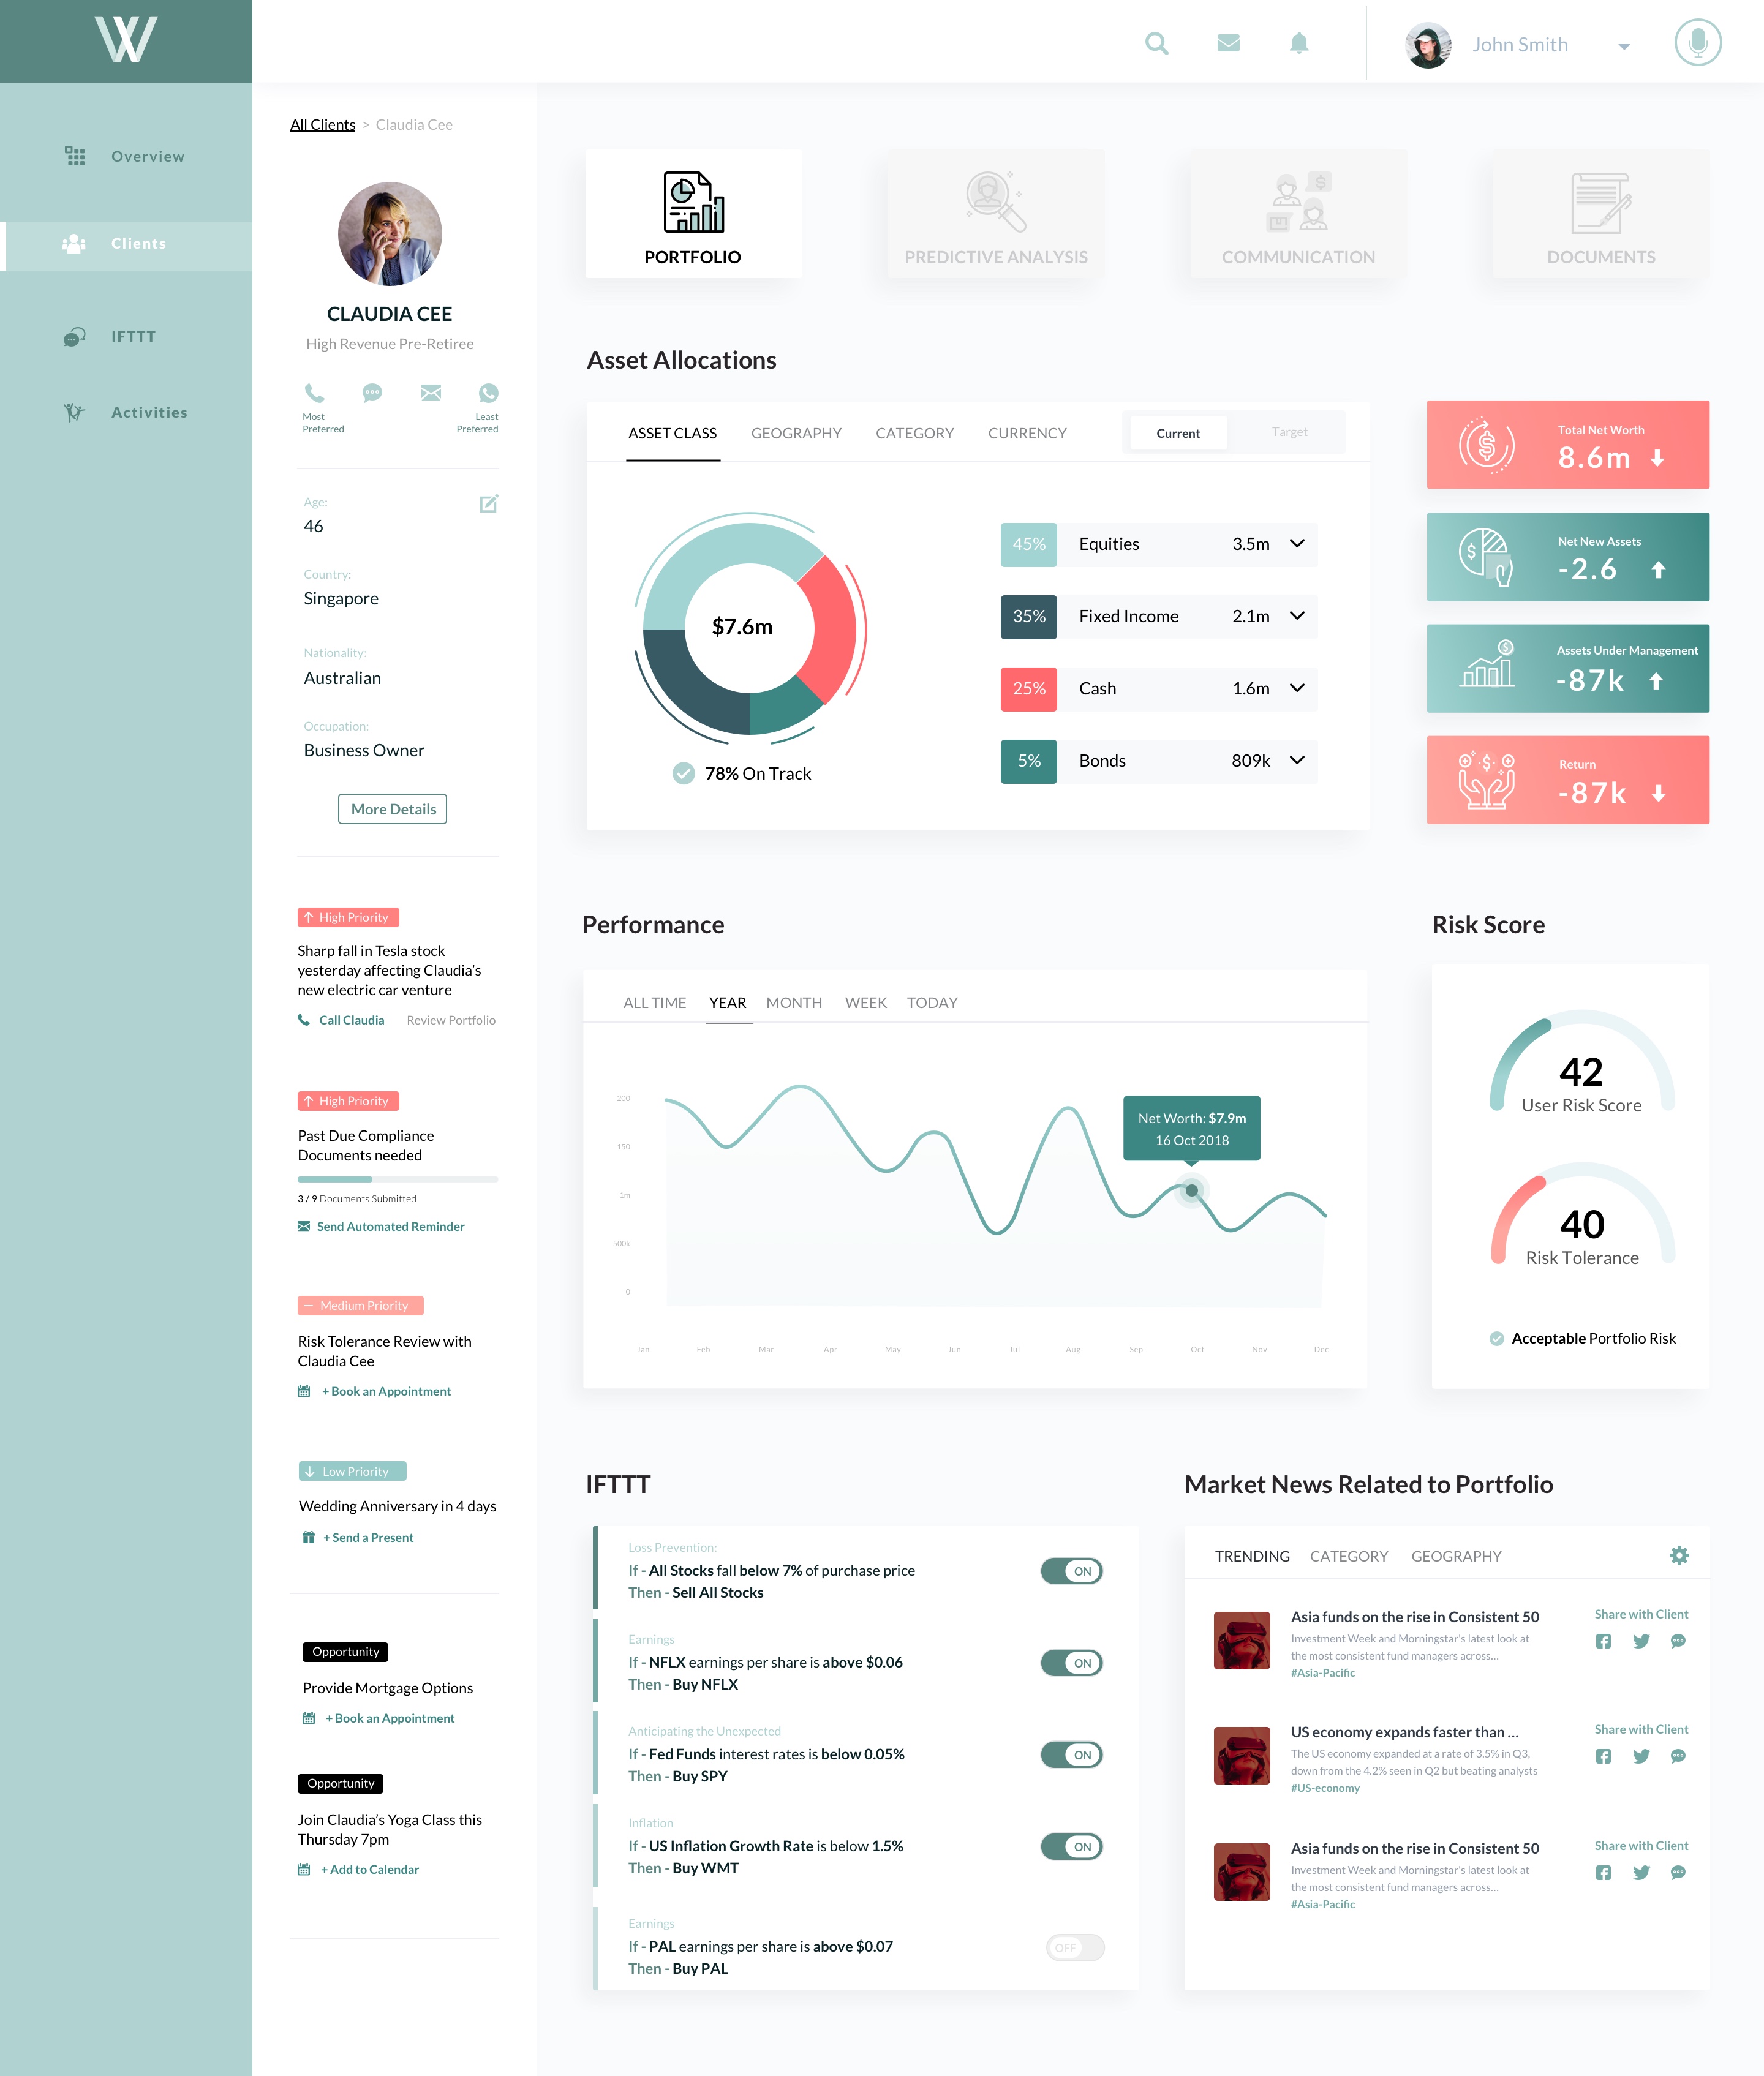 W
John Smith
Overview
Clients
IFTTT
Activities
All Clients > Claudia Cee
CLAUDIA CEE
High Revenue Pre-Retiree
Most Preferred
Least Preferred
Age:
46
Country:
Singapore
Nationality:
Australian
Occupation:
Business Owner
More Details
High Priority
Sharp fall in Tesla stock
yesterday affecting Claudia’s
new electric car venture
Call Claudia Review Portfolio
High Priority
Past Due Compliance
Documents needed
3 / 9 Documents Submitted
Send Automated Reminder
Medium Priority
Risk Tolerance Review with
Claudia Cee
+ Book an Appointment
Low Priority
Wedding Anniversary in 4 days
+ Send a Present
Opportunity
Provide Mortgage Options
+ Book an Appointment
Opportunity
Join Claudia’s Yoga Class this
Thursday 7pm
+ Add to Calendar
PORTFOLIO
PREDICTIVE ANALYSIS
COMMUNICATION
DOCUMENTS
Asset Allocations
ASSET CLASS GEOGRAPHY CATEGORY CURRENCY
Current Target
$7.6m
78% On Track
45% Equities 3.5m
35% Fixed Income 2.1m
25% Cash 1.6m
5% Bonds 809k
Total Net Worth
8.6m
Net New Assets
-2.6
Assets Under Management
-87k
Return
-87k
Performance
ALL TIME YEAR MONTH WEEK TODAY
200
150
1m
500k
0
Net Worth: $7.9m
16 Oct 2018
Jan Feb Mar Apr May Jun Jul Aug Sep Oct Nov Dec
Risk Score
42
User Risk Score
40
Risk Tolerance
Acceptable Portfolio Risk
IFTTT
Loss Prevention:
If - All Stocks fall below 7% of purchase price
Then - Sell All Stocks
ON
Earnings
If - NFLX earnings per share is above $0.06
Then - Buy NFLX
ON
Anticipating the Unexpected
If - Fed Funds interest rates is below 0.05%
Then - Buy SPY
ON
Inflation
If - US Inflation Growth Rate is below 1.5%
Then - Buy WMT
ON
Earnings
If - PAL earnings per share is above $0.07
Then - Buy PAL
OFF
Market News Related to Portfolio
TRENDING CATEGORY GEOGRAPHY
Asia funds on the rise in Consistent 50
Investment Week and Morningstar's latest look at
the most consistent fund managers across...
#Asia-Pacific
Share with Client
US economy expands faster than ...
The US economy expanded at a rate of 3.5% in Q3,
down from the 4.2% seen in Q2 but beating analysts
#US-economy
Share with Client
Asia funds on the rise in Consistent 50
Investment Week and Morningstar's latest look at
the most consistent fund managers across...
#Asia-Pacific
Share with Client